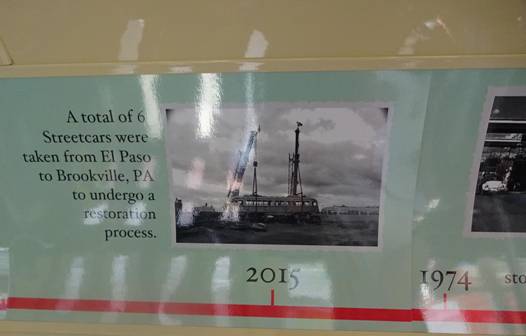 A total of 6
Streetcars were
taken from El Paso
to Brookville, PA
to undergo a
restoration
process.
2015
1974